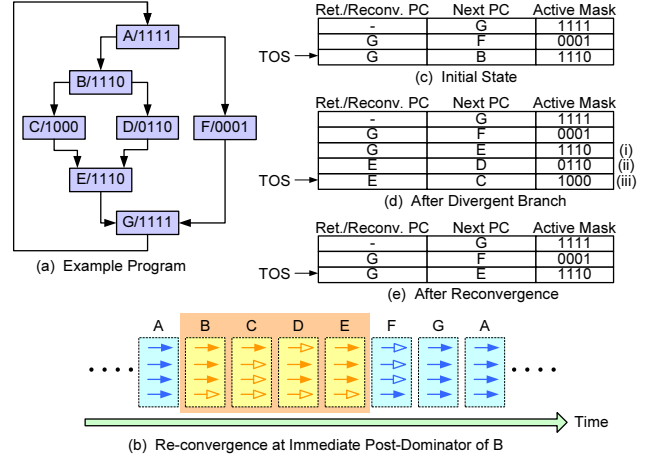 A/1111
B/1110
C/1000 D/0110 F/0001
E/1110
G/1111
(a) Example Program
Ret./Reconv. PC Next PC Active Mask
- G 1111
G F 0001
TOS G B 1110
(c) Initial State
Ret./Reconv. PC Next PC Active Mask
- G 1111
G F 0001
G E 1110 (i)
E D 0110 (ii)
TOS E C 1000 (iii)
(d) After Divergent Branch
Ret./Reconv. PC Next PC Active Mask
- G 1111
G F 0001
TOS G E 1110
(e) After Reconvergence
A B C D E F G A
Time
(b) Re-convergence at Immediate Post-Dominator of B